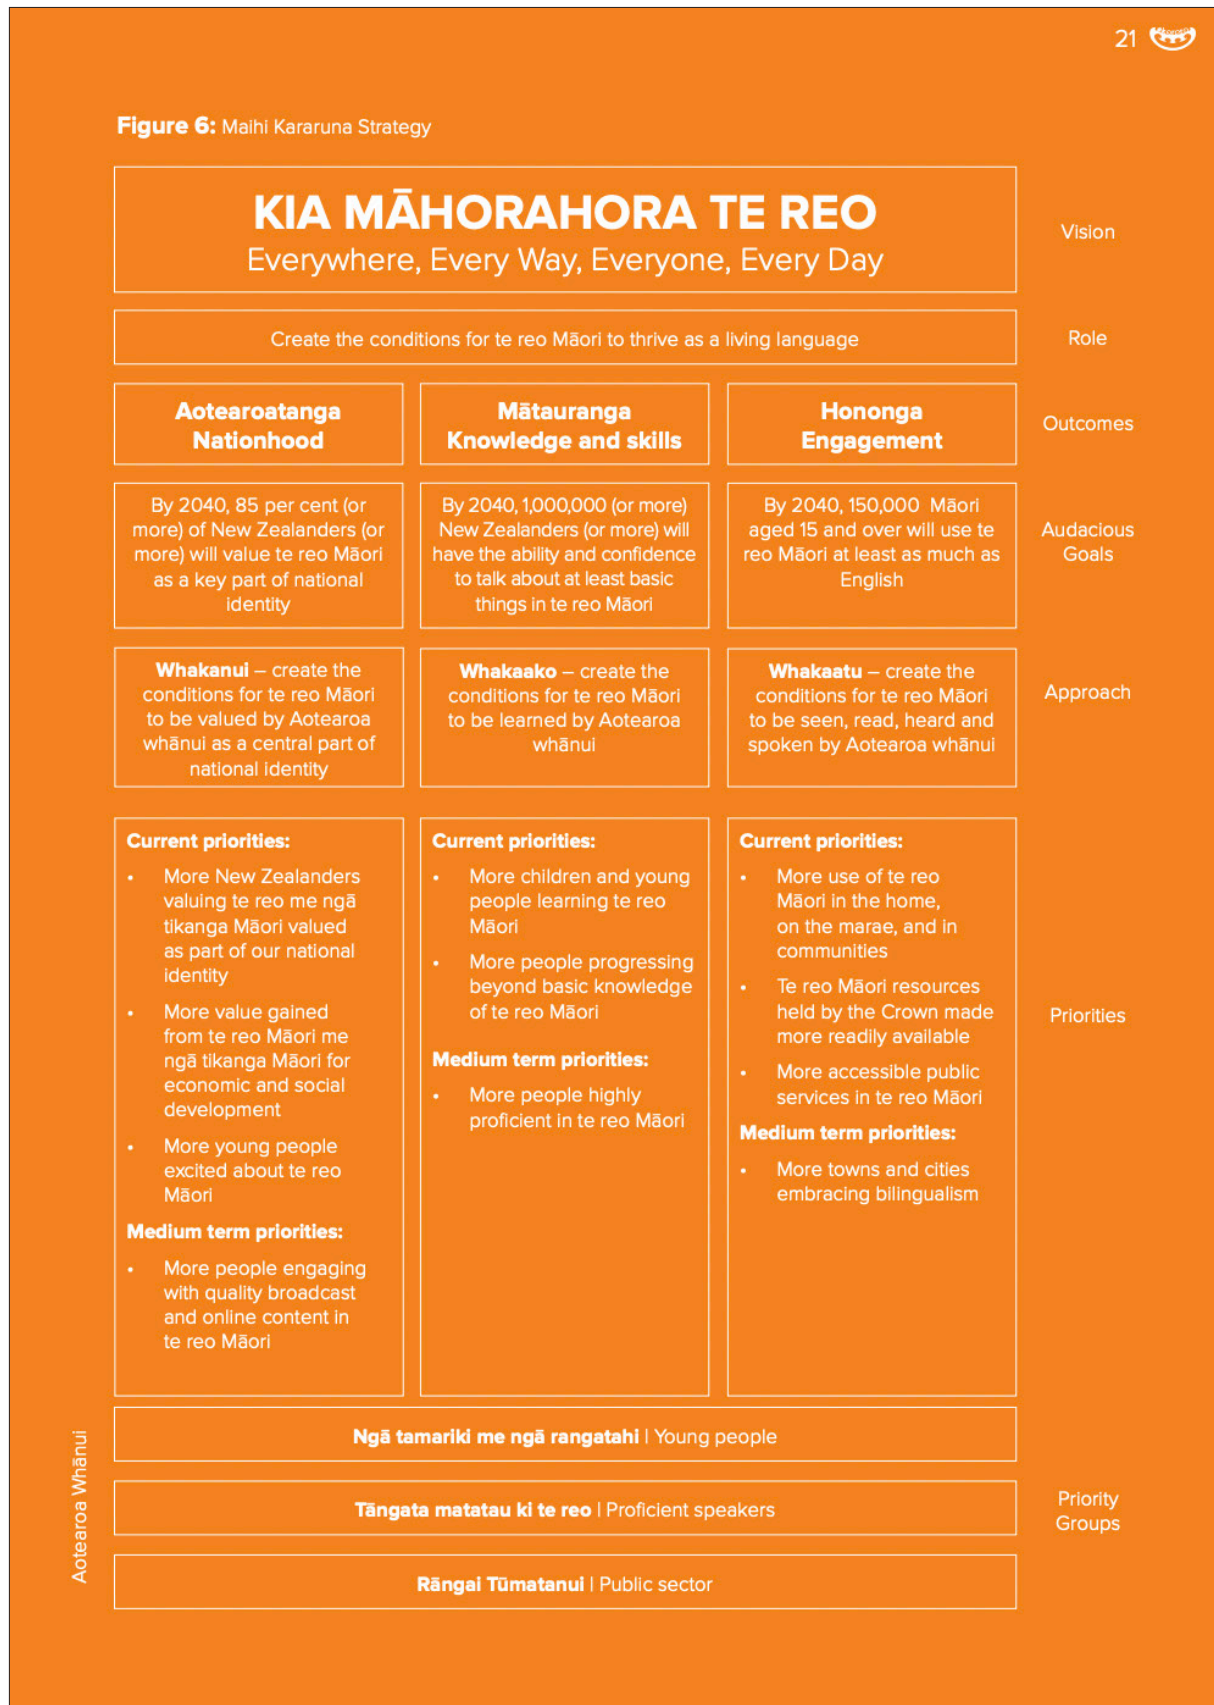 21
Figure 6: Maihi Kararuna Strategy
KIA MĀHORAHORA TE REO
Everywhere, Every Way, Everyone, Every Day
Vision
Create the conditions for te reo Māori to thrive as a living language
Role
Aotearoatanga
Nationhood
Mātauranga
Knowledge and skills
Hononga
Engagement
Outcomes
By 2040, 85 per cent (or
more) of New Zealanders (or
more) will value te reo Māori
as a key part of national
identity
By 2040, 1,000,000 (or more)
New Zealanders (or more) will
have the ability and confidence
to talk about at least basic
things in te reo Māori
By 2040, 150,000 Māori
aged 15 and over will use te
reo Māori at least as much as
English
Audacious
Goals
Whakanui – create the
conditions for te reo Māori
to be valued by Aotearoa
whānui as a central part of
national identity
Whakaako – create the
conditions for te reo Māori
to be learned by Aotearoa
whānui
Whakaatu – create the
conditions for te reo Māori
to be seen, read, heard and
spoken by Aotearoa whānui
Approach
Current priorities:
• More New Zealanders
valuing te reo me ngā
tikanga Māori valued
as part of our national
identity
• More value gained
from te reo Māori me
ngā tikanga Māori for
economic and social
development
• More young people
excited about te reo
Māori
Medium term priorities:
• More people engaging
with quality broadcast
and online content in
te reo Māori
Current priorities:
• More children and young
people learning te reo
Māori
• More people progressing
beyond basic knowledge
of te reo Māori
Medium term priorities:
• More people highly
proficient in te reo Māori
Current priorities:
• More use of te reo
Māori in the home,
on the marae, and in
communities
• Te reo Māori resources
held by the Crown made
more readily available
• More accessible public
services in te reo Māori
Medium term priorities:
• More towns and cities
embracing bilingualism
Priorities
Aotearoa Whānui
Ngā tamariki me ngā rangatahi | Young people
Tāngata matatau ki te reo | Proficient speakers
Rāngai Tūmatanui | Public sector
Priority
Groups